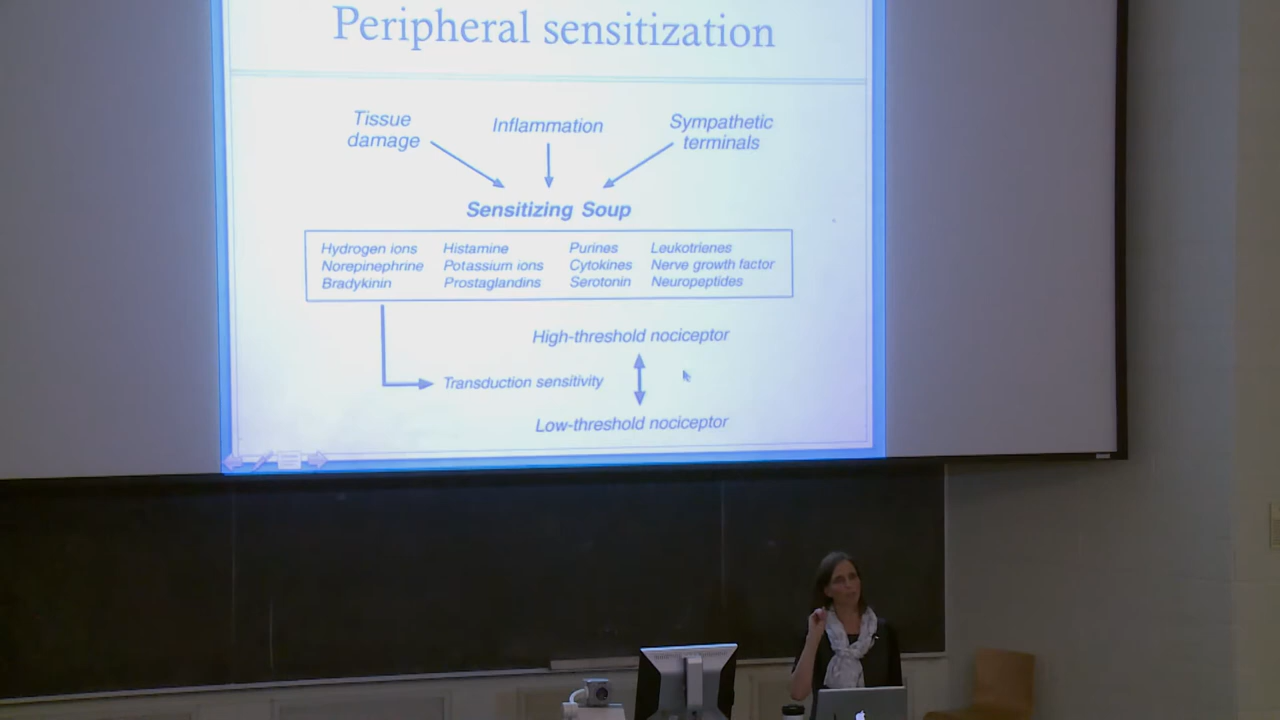 Peripheral sensitization
Tissue
damage
Inflammation
Sympathetic
terminals
Sensitizing Soup
Hydrogen ions Histamine Purines Leukotrienes
Norepinephrine Potassium ions Cytokines Nerve growth factor
Bradykinin Prostaglandins Serotonin Neuropeptides
High-threshold nociceptor
Transduction sensitivity
Low-threshold nociceptor